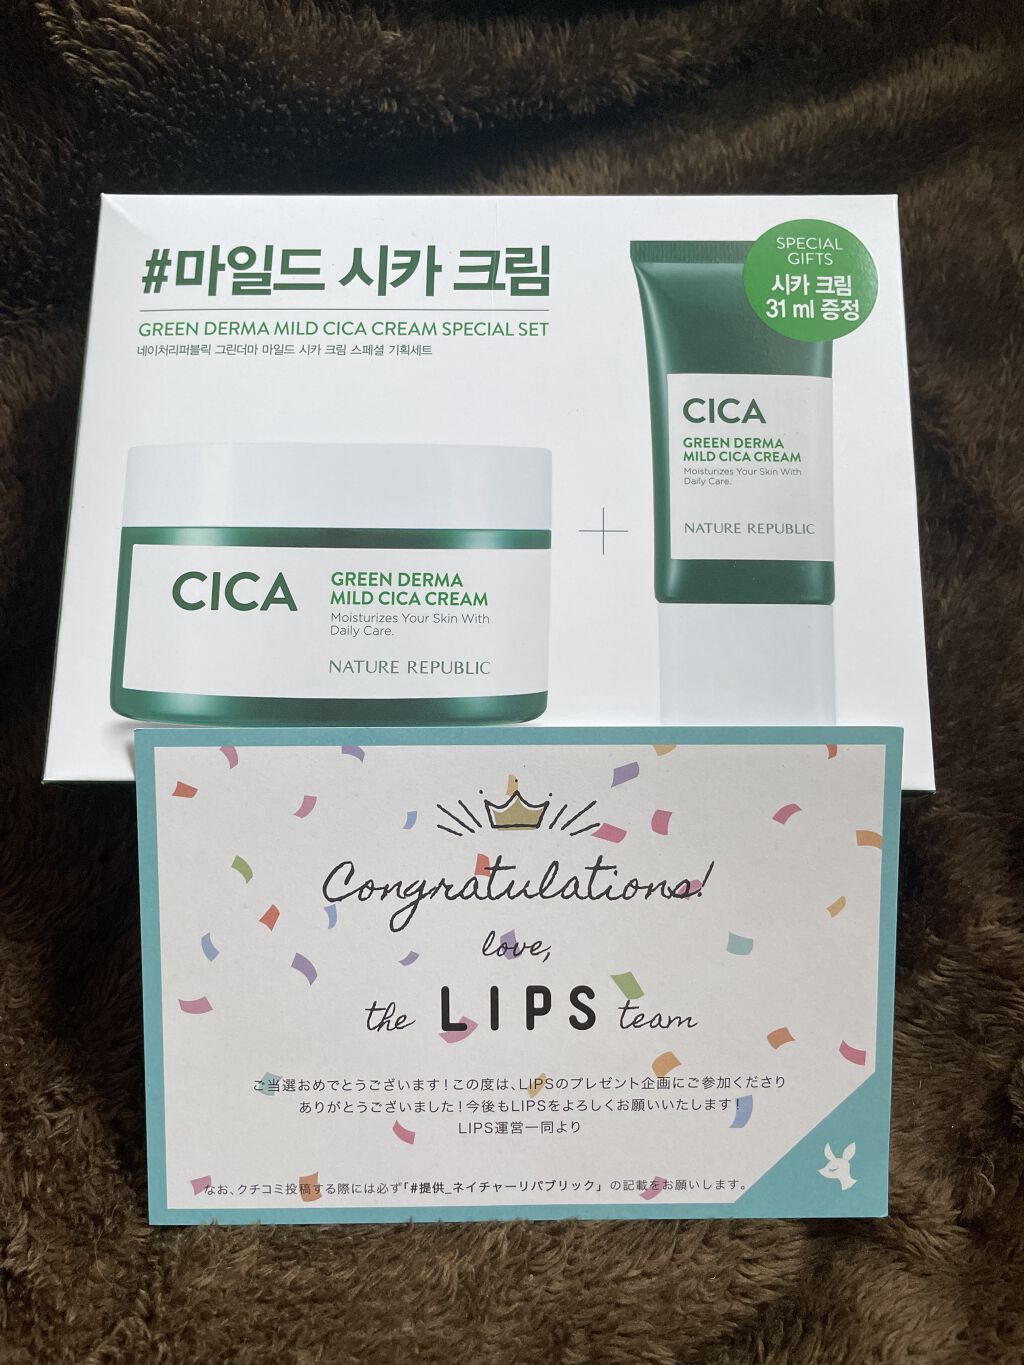 #마일드 시카 크림
GREEN DERMA MILD CICA CREAM SPECIAL SET
네이처리퍼블릭 그린더마 마일드 시카 크림 스페셜 기획세트
SPECIAL
GIFTS
시카 크림
31 ml 증정
CICA
GREEN DERMA
MILD CICA CREAM
Moisturizes Your Skin With
Daily Care.
NATURE REPUBLIC
CICA
GREEN DERMA
MILD CICA CREAM
Moisturizes Your Skin With
Daily Care.
NATURE REPUBLIC
Congratulations!
love,
the LIPS team
ご当選おめでとうございます！この度は、LIPSのプレゼント企画にご参加くださり
ありがとうございました！今後もLIPSをよろしくお願いいたします！
LIPS運営一同より
なお、クチコミ投稿する際には必ず「#提供_ネイチャーリパブリック」の記載をお願いします。